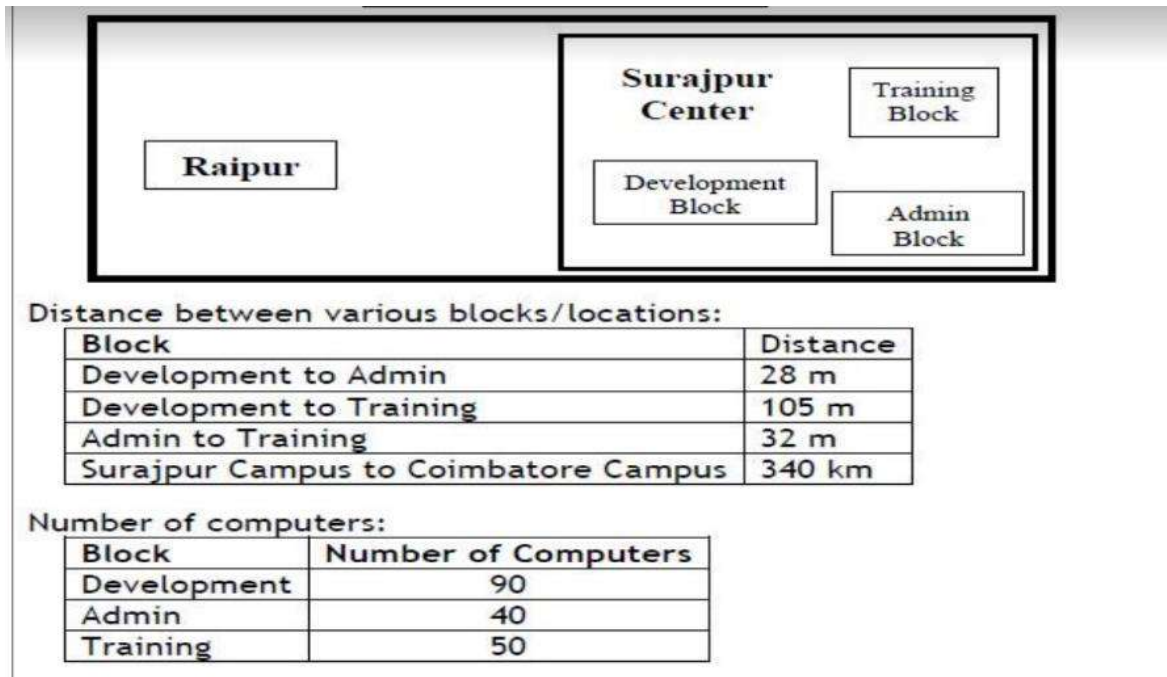 Surajpur
Center
Training
Block
Raipur
Development
Block
Admin
Block
Distance between various blocks/locations:
Block Distance
Development to Admin 28 m
Development to Training 105 m
Admin to Training 32 m
Surajpur Campus to Coimbatore Campus 340 km
Number of computers:
Block Number of Computers
Development 90
Admin 40
Training 50